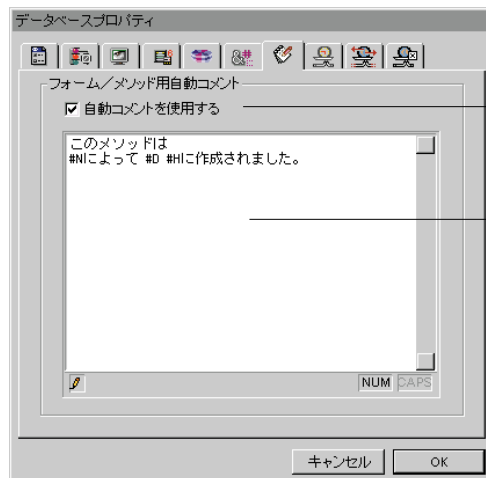 データベースプロパティ
フォーム／メソッド用自動コメント
自動コメントを使用する
このメソッドは
#Nによって #D #Hに作成されました。
NUM CAPS
キャンセル OK